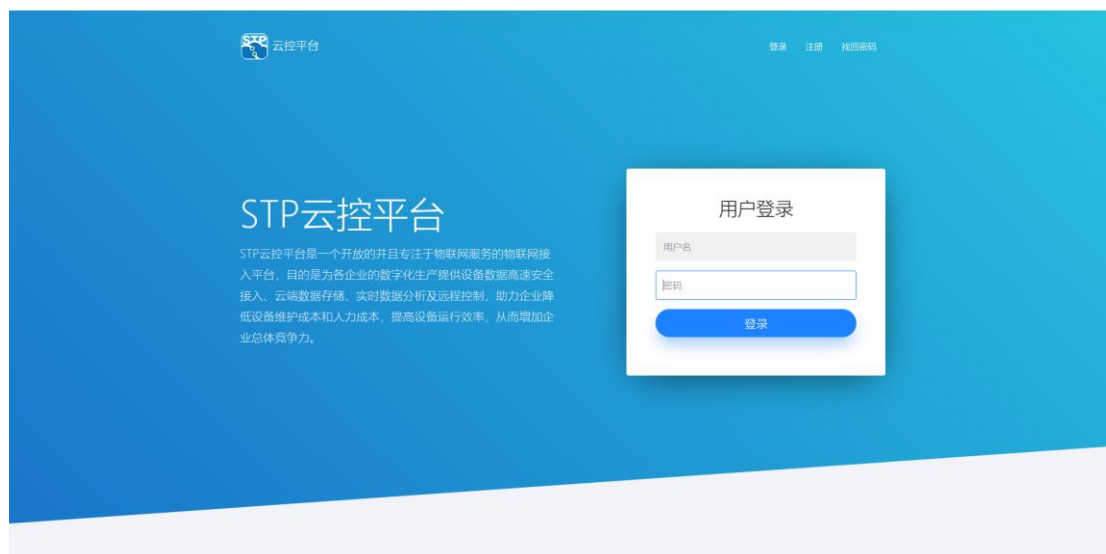 STP 云控平台
登录 注册 找回密码
STP云控平台
STP云控平台是一个开放的并且专注于物联网服务的物联网接
入平台，目的是为各企业的数字化生产提供设备数据高速安全
接入、云端数据存储、实时数据分析及远程控制，助力企业降
低设备维护成本和人力成本，提高设备运行效率，从而增加企
业总体竞争力。
用户登录
用户名
密码
登录